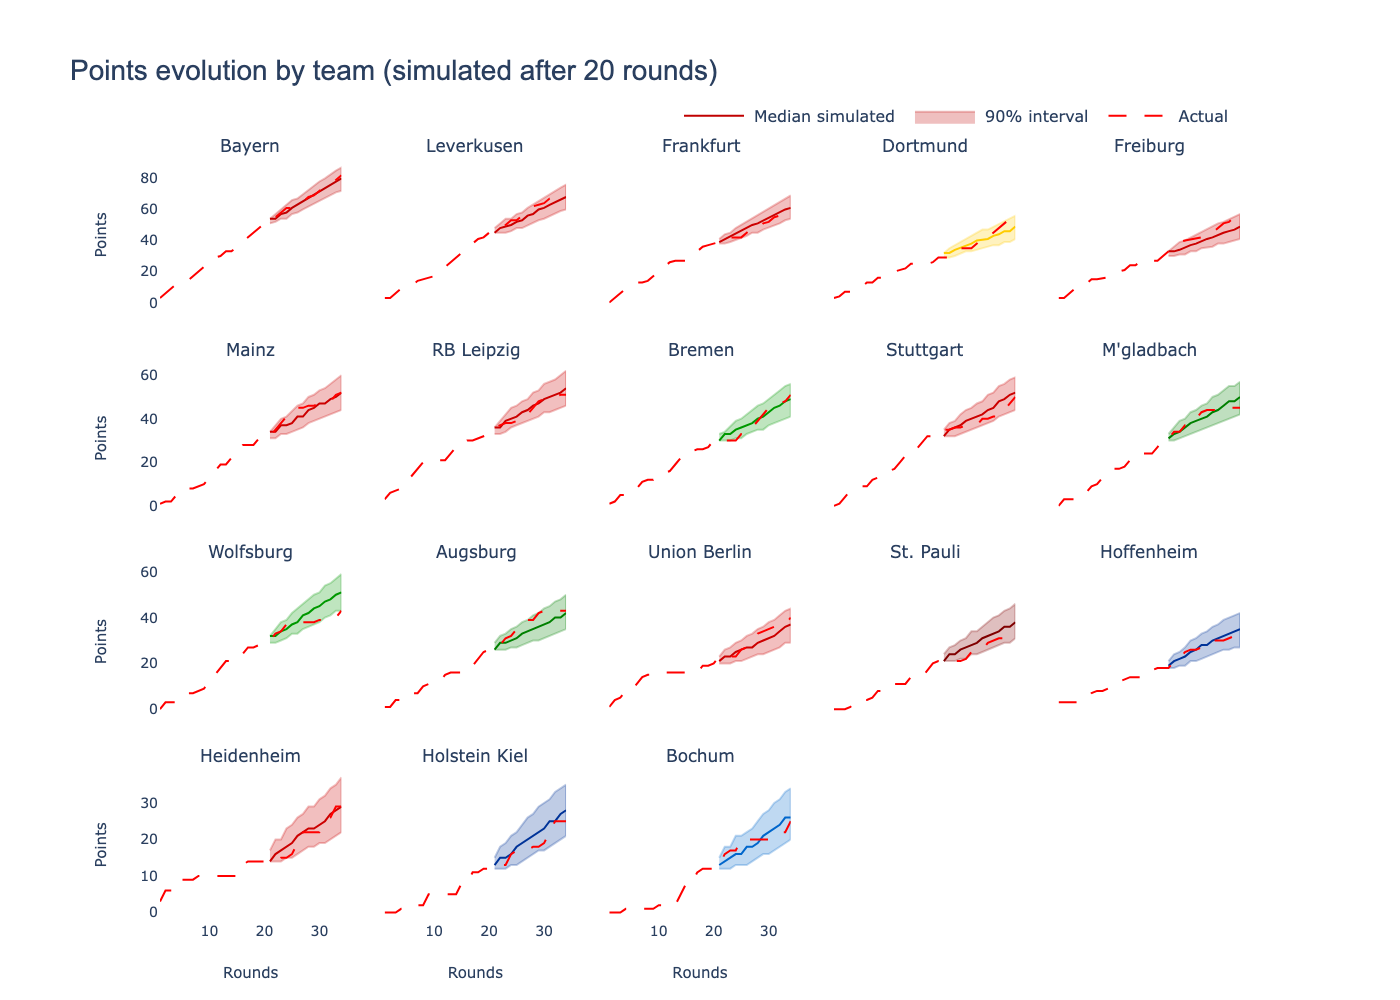 Points evolution by team (simulated after 20 rounds)
Median simulated 90% interval Actual
Bayern Leverkusen Frankfurt Dortmund Freiburg
80
60
40
20
0
Points
Mainz RB Leipzig Bremen Stuttgart M'gladbach
60
40
20
0
Points
Wolfsburg Augsburg Union Berlin St. Pauli Hoffenheim
60
40
20
0
Points
Heidenheim Holstein Kiel Bochum
30
20
10
0
Points
10 20 30 10 20 30 10 20 30
Rounds Rounds Rounds